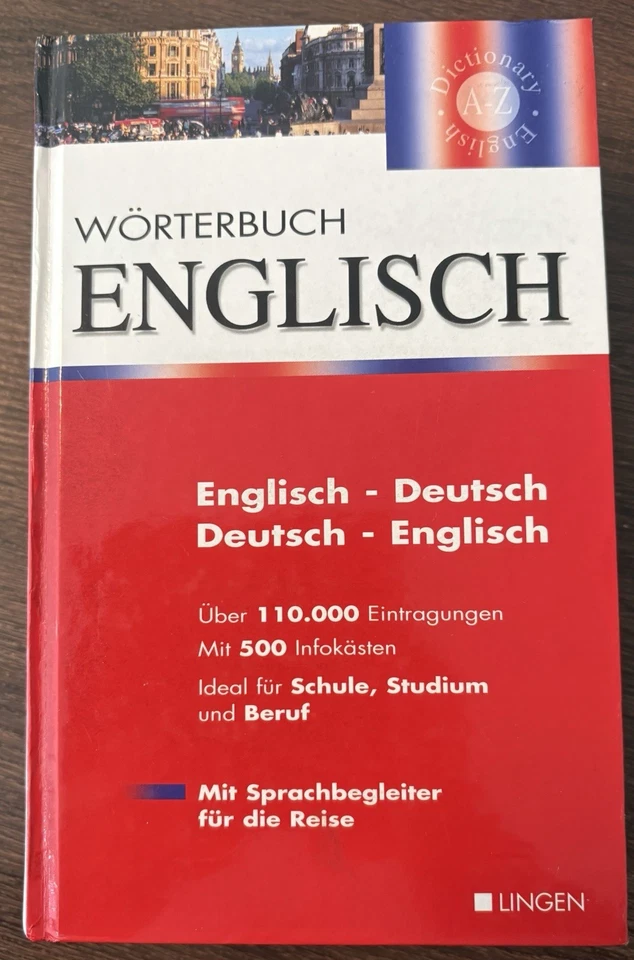 Dictionary
A-Z
English
WÖRTERBUCH
ENGLISCH
Englisch - Deutsch
Deutsch - Englisch
Über 110.000 Eintragungen
Mit 500 Infokästen
Ideal für Schule, Studium
und Beruf
Mit Sprachbegleiter
für die Reise
LINGEN